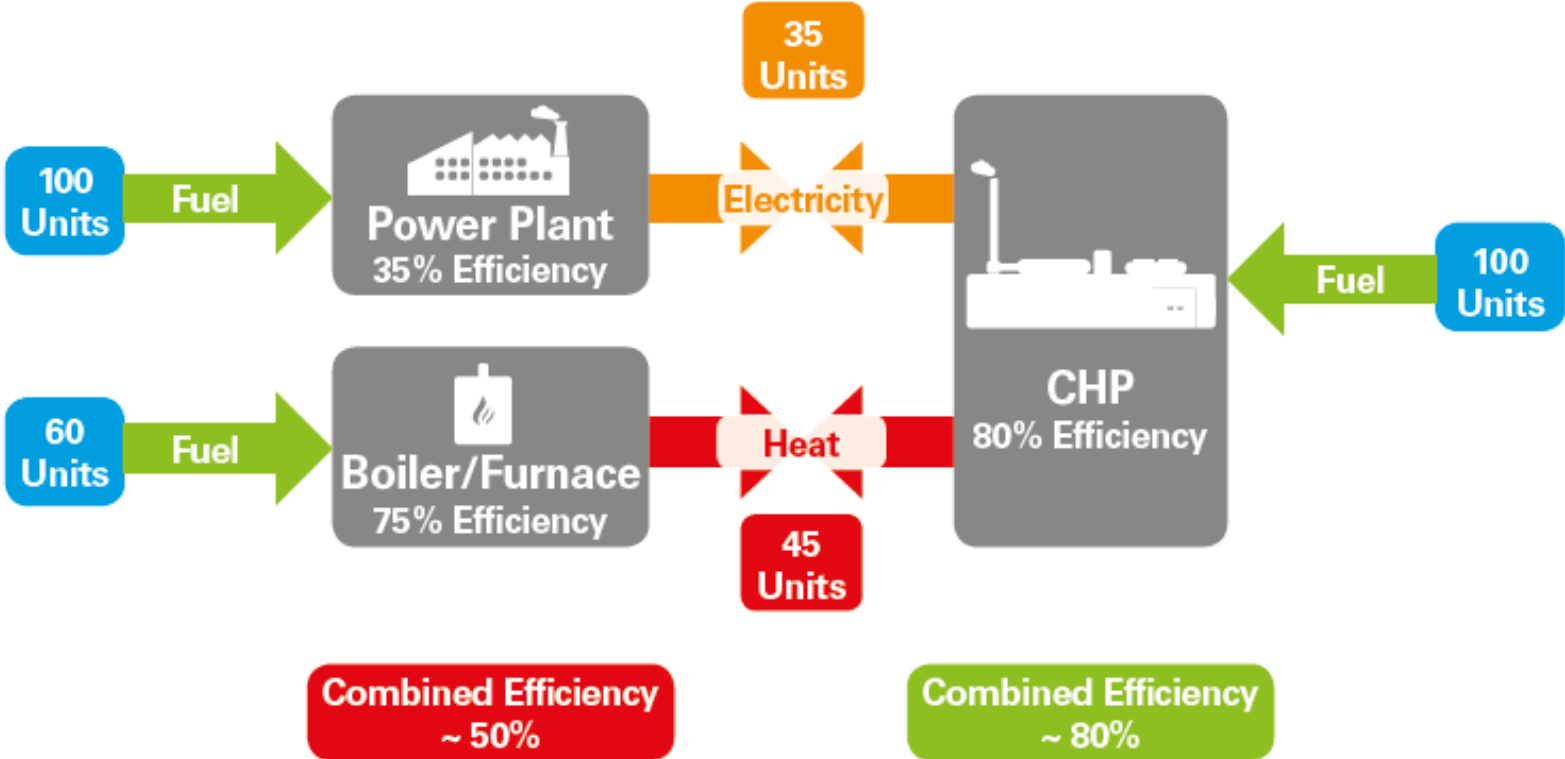 35
Units
100
Units
Fuel
Power Plant
35% Efficiency
Electricity
Fuel
100
Units
60
Units
Fuel
Boiler/Furnace
75% Efficiency
Heat
CHP
80% Efficiency
45
Units
Combined Efficiency
~ 50%
Combined Efficiency
~ 80%